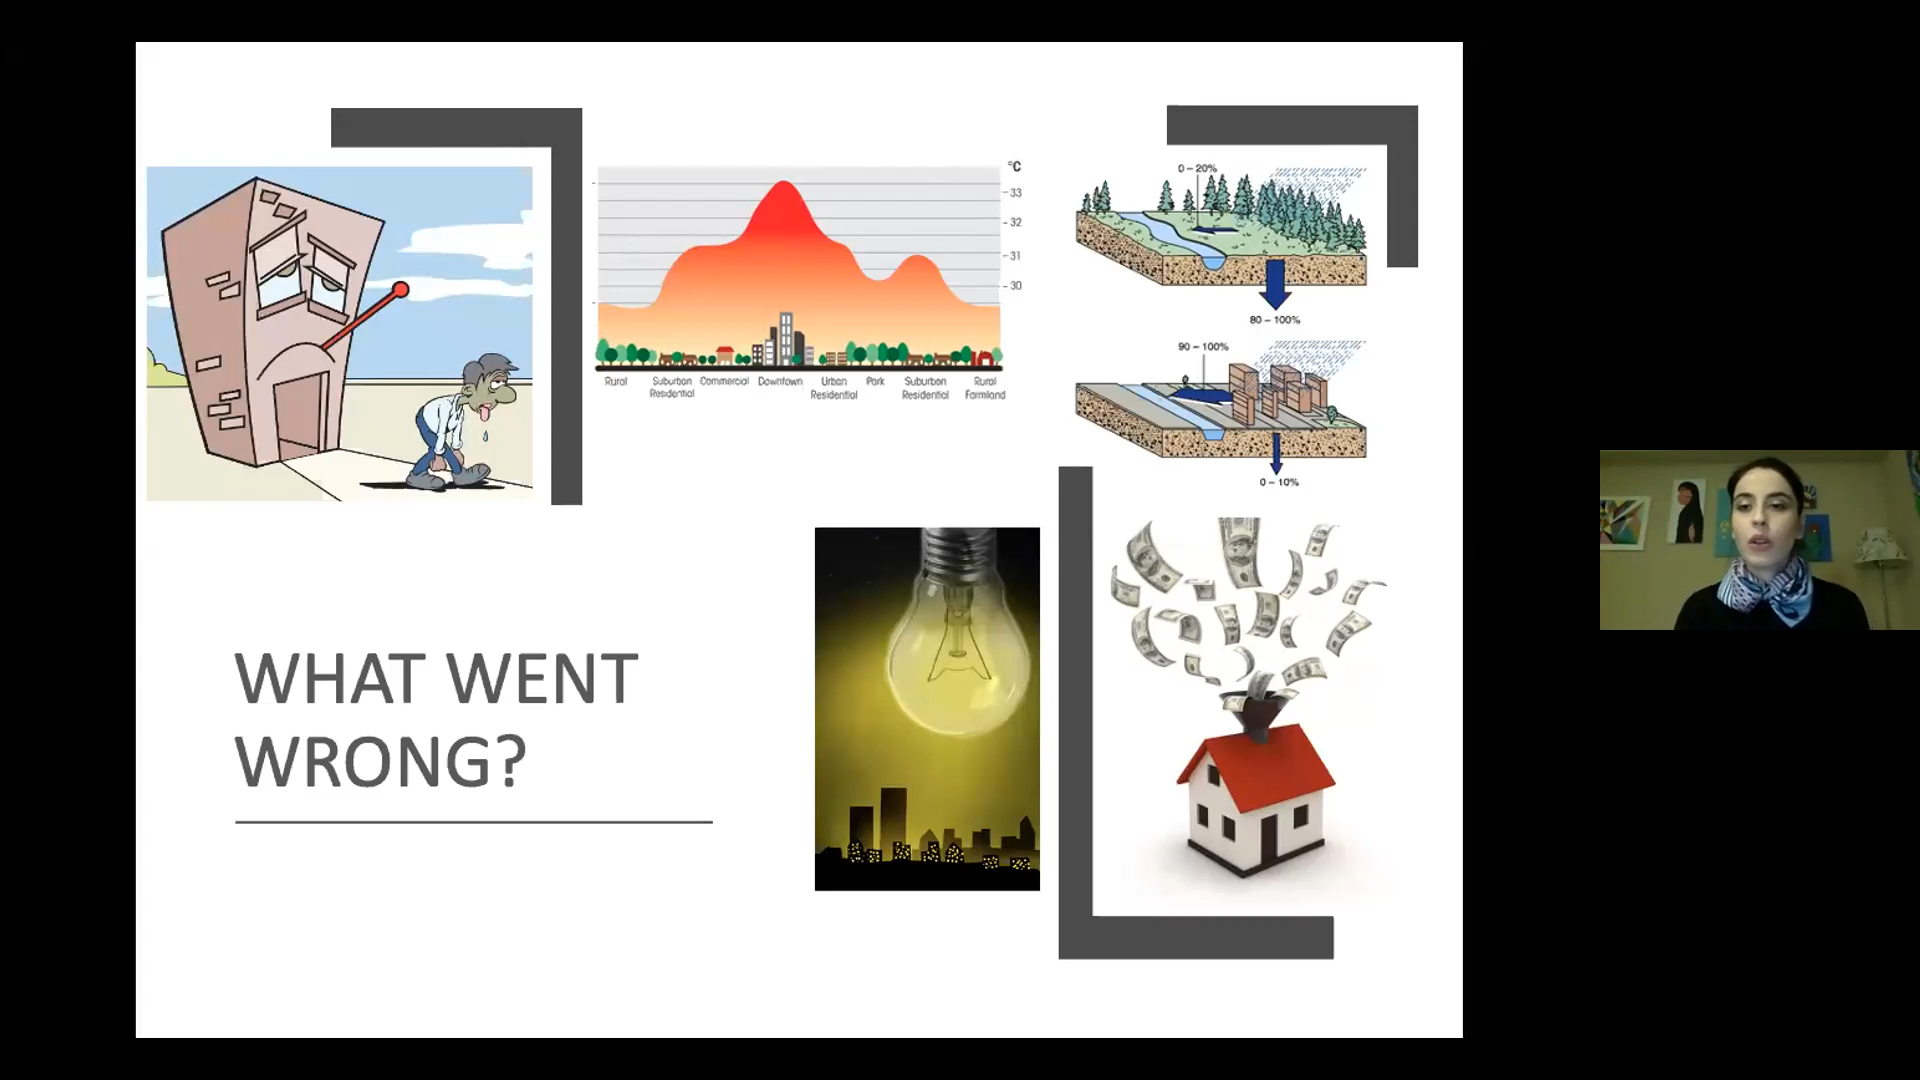 °C
33
32
31
30
Rural
Suburban
Residential
Commercial
Downtown
Urban
Residential
Park
Suburban
Residential
Rural
Farmland
0 – 20%
80 – 100%
90 – 100%
0 – 10%
WHAT WENT
WRONG?